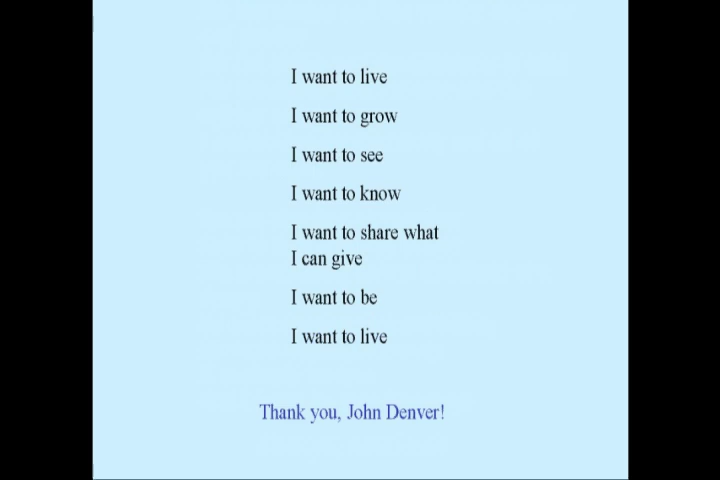 I want to live
I want to grow
I want to see
I want to know
I want to share what
I can give
I want to be
I want to live
Thank you, John Denver!